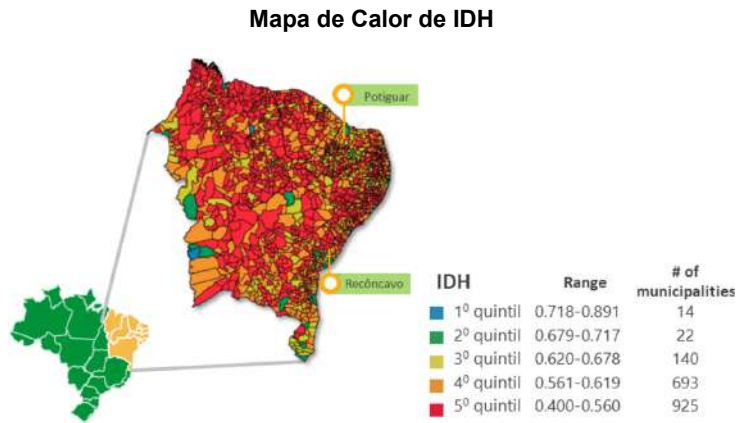 Mapa de Calor de IDH
Potiguar
Recôncavo
IDH Range # of municipalities
1º quintil 0.718-0.891 14
2º quintil 0.679-0.717 22
3º quintil 0.620-0.678 140
4º quintil 0.561-0.619 693
5º quintil 0.400-0.560 925